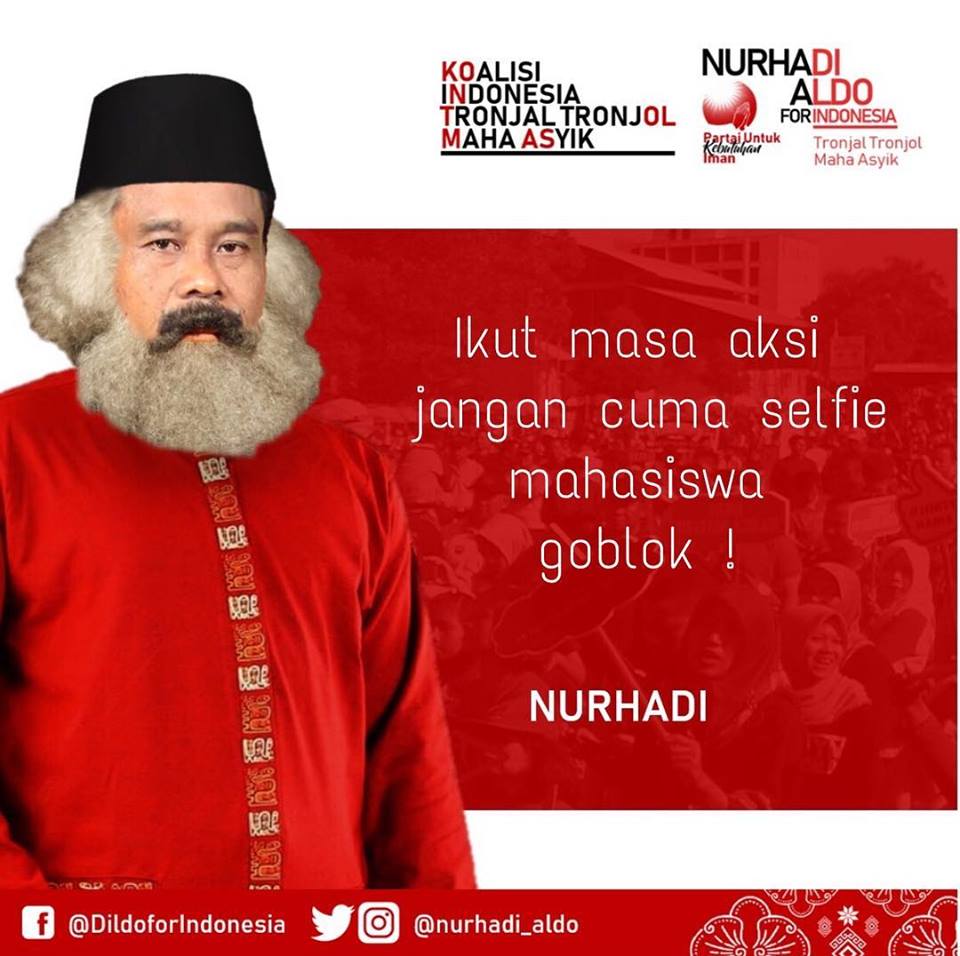 KOALISI
INDONESIA
TRONJAL TRONJOL
MAHA ASYIK
NURHADI
ALDO
FOR INDONESIA
Partai Untuk
Kebutuhan
Iman
Tronjal Tronjol
Maha Asyik
Ikut masa aksi
jangan cuma selfie
mahasiswa
goblok !
NURHADI
@DildoforIndonesia
@nurhadi_aldo